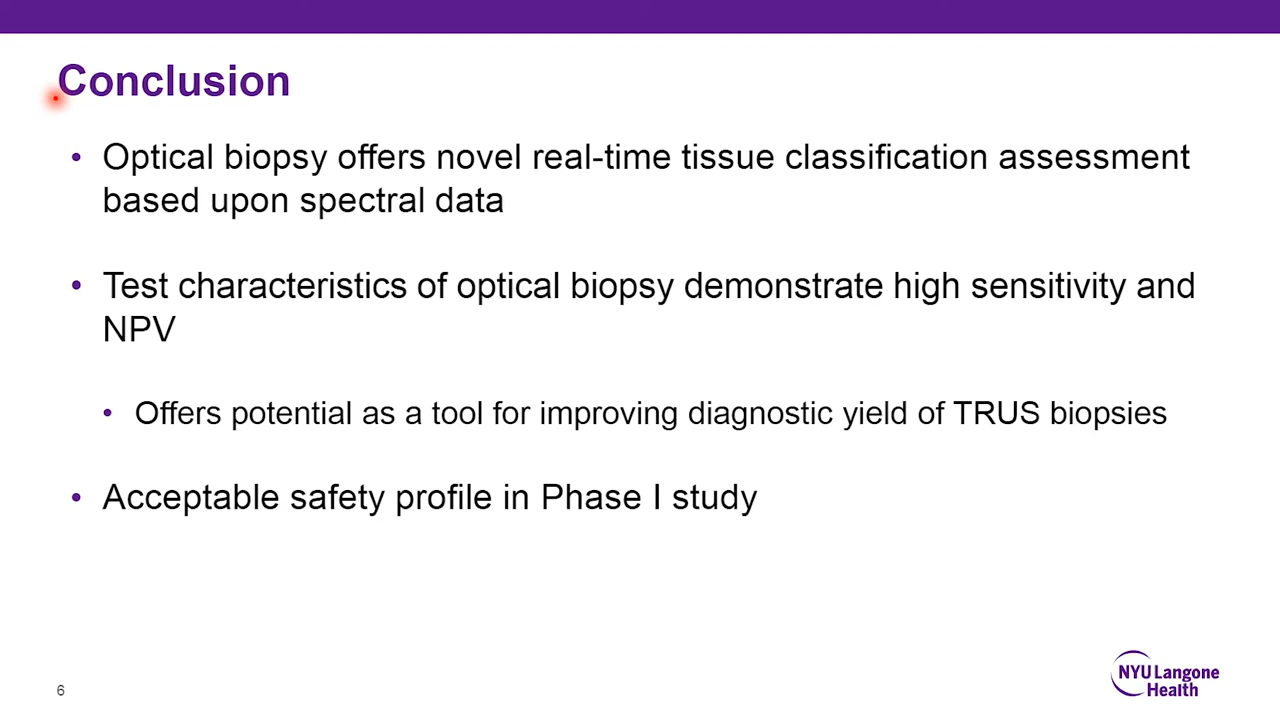 Conclusion
• Optical biopsy offers novel real-time tissue classification assessment
based upon spectral data
• Test characteristics of optical biopsy demonstrate high sensitivity and
NPV
• Offers potential as a tool for improving diagnostic yield of TRUS biopsies
• Acceptable safety profile in Phase I study
6
NYU Langone
Health